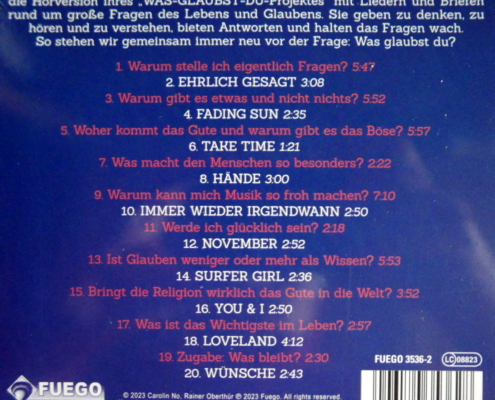 die Hörversion ihres „WAS-GLAUBST-DU-Projektes" mit Liedern und Briefen
rund um große Fragen des Lebens und Glaubens. Sie geben zu denken, zu
hören und zu verstehen, bieten Antworten und halten das Fragen wach.
So stehen wir gemeinsam immer neu vor der Frage: Was glaubst du?
1. Warum stelle ich eigentlich Fragen? 5:47
2. EHRLICH GESAGT 3:08
3. Warum gibt es etwas und nicht nichts? 5:52
4. FADING SUN 2:35
5. Woher kommt das Gute und warum gibt es das Böse? 5:57
6. TAKE TIME 1:21
7. Was macht den Menschen so besonders? 2:22
8. HÄNDE 3:00
9. Warum kann mich Musik so froh machen? 7:10
10. IMMER WIEDER IRGENDWANN 2:50
11. Werde ich glücklich sein? 2:18
12. NOVEMBER 2:52
13. Ist Glauben weniger oder mehr als Wissen? 5:53
14. SURFER GIRL 2:36
15. Bringt die Religion wirklich das Gute in die Welt? 3:52
16. YOU & I 2:50
17. Was ist das Wichtigste im Leben? 2:57
18. LOVELAND 4:12
19. Zugabe: Was bleibt? 2:30
20. WÜNSCHE 2:43
FUEGO 3536-2 LC 08823
FUEGO
© 2023 Carolin No, Rainer Oberthür ℗ 2023 Fuego. All rights reserved.